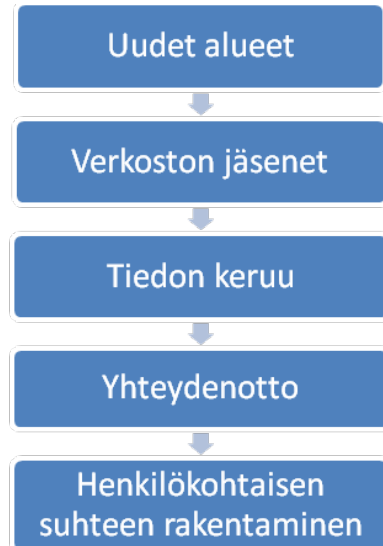 Uudet alueet
Verkoston jäsenet
Tiedon keruu
Yhteydenotto
Henkilökohtaisen
suhteen rakentaminen